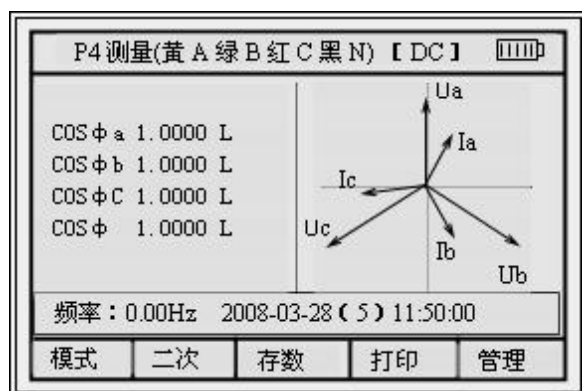 P4测量(黄A绿B红C黑N)【DC】
COSφa 1.0000 L
COSφb 1.0000 L
COSφC 1.0000 L
COSφ 1.0000 L
Ua
Ia
Ic
Uc
Ib
Ub
频率：0.00Hz 2008-03-28(5)11:50:00
模式 二次 存数 打印 管理